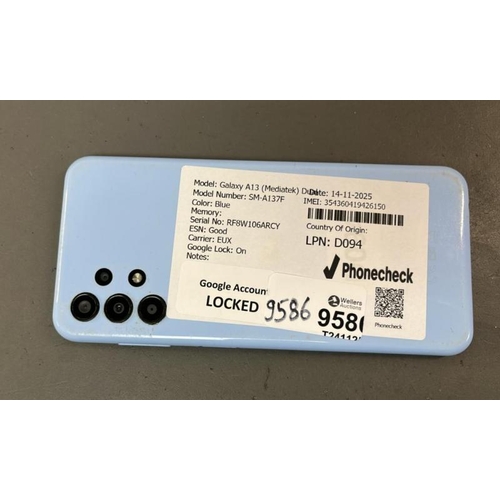 Model: Galaxy A13 (Mediatek) Dual
Date: 14-11-2025
Model Number: SM-A137F
IMEI: 354360419426150
Color: Blue
Memory:
Serial No: RF8W106ARCY
Country Of Origin:
ESN: Good
Carrier: EUX
LPN: D094
Google Lock: On
Notes:
Phonecheck
Google Account
LOCKED 9586
Wellers
Auctions
9586
Phonecheck